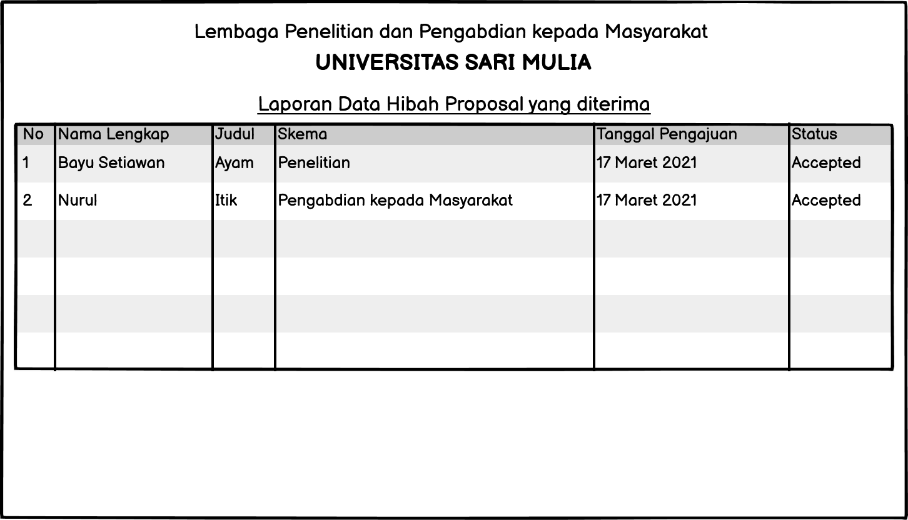 Lembaga Penelitian dan Pengabdian kepada Masyarakat
UNIVERSITAS SARI MULIA
Laporan Data Hibah Proposal yang diterima
No Nama Lengkap Judul Skema Tanggal Pengajuan Status
1 Bayu Setiawan Ayam Penelitian 17 Maret 2021 Accepted
2 Nurul Itik Pengabdian kepada Masyarakat 17 Maret 2021 Accepted